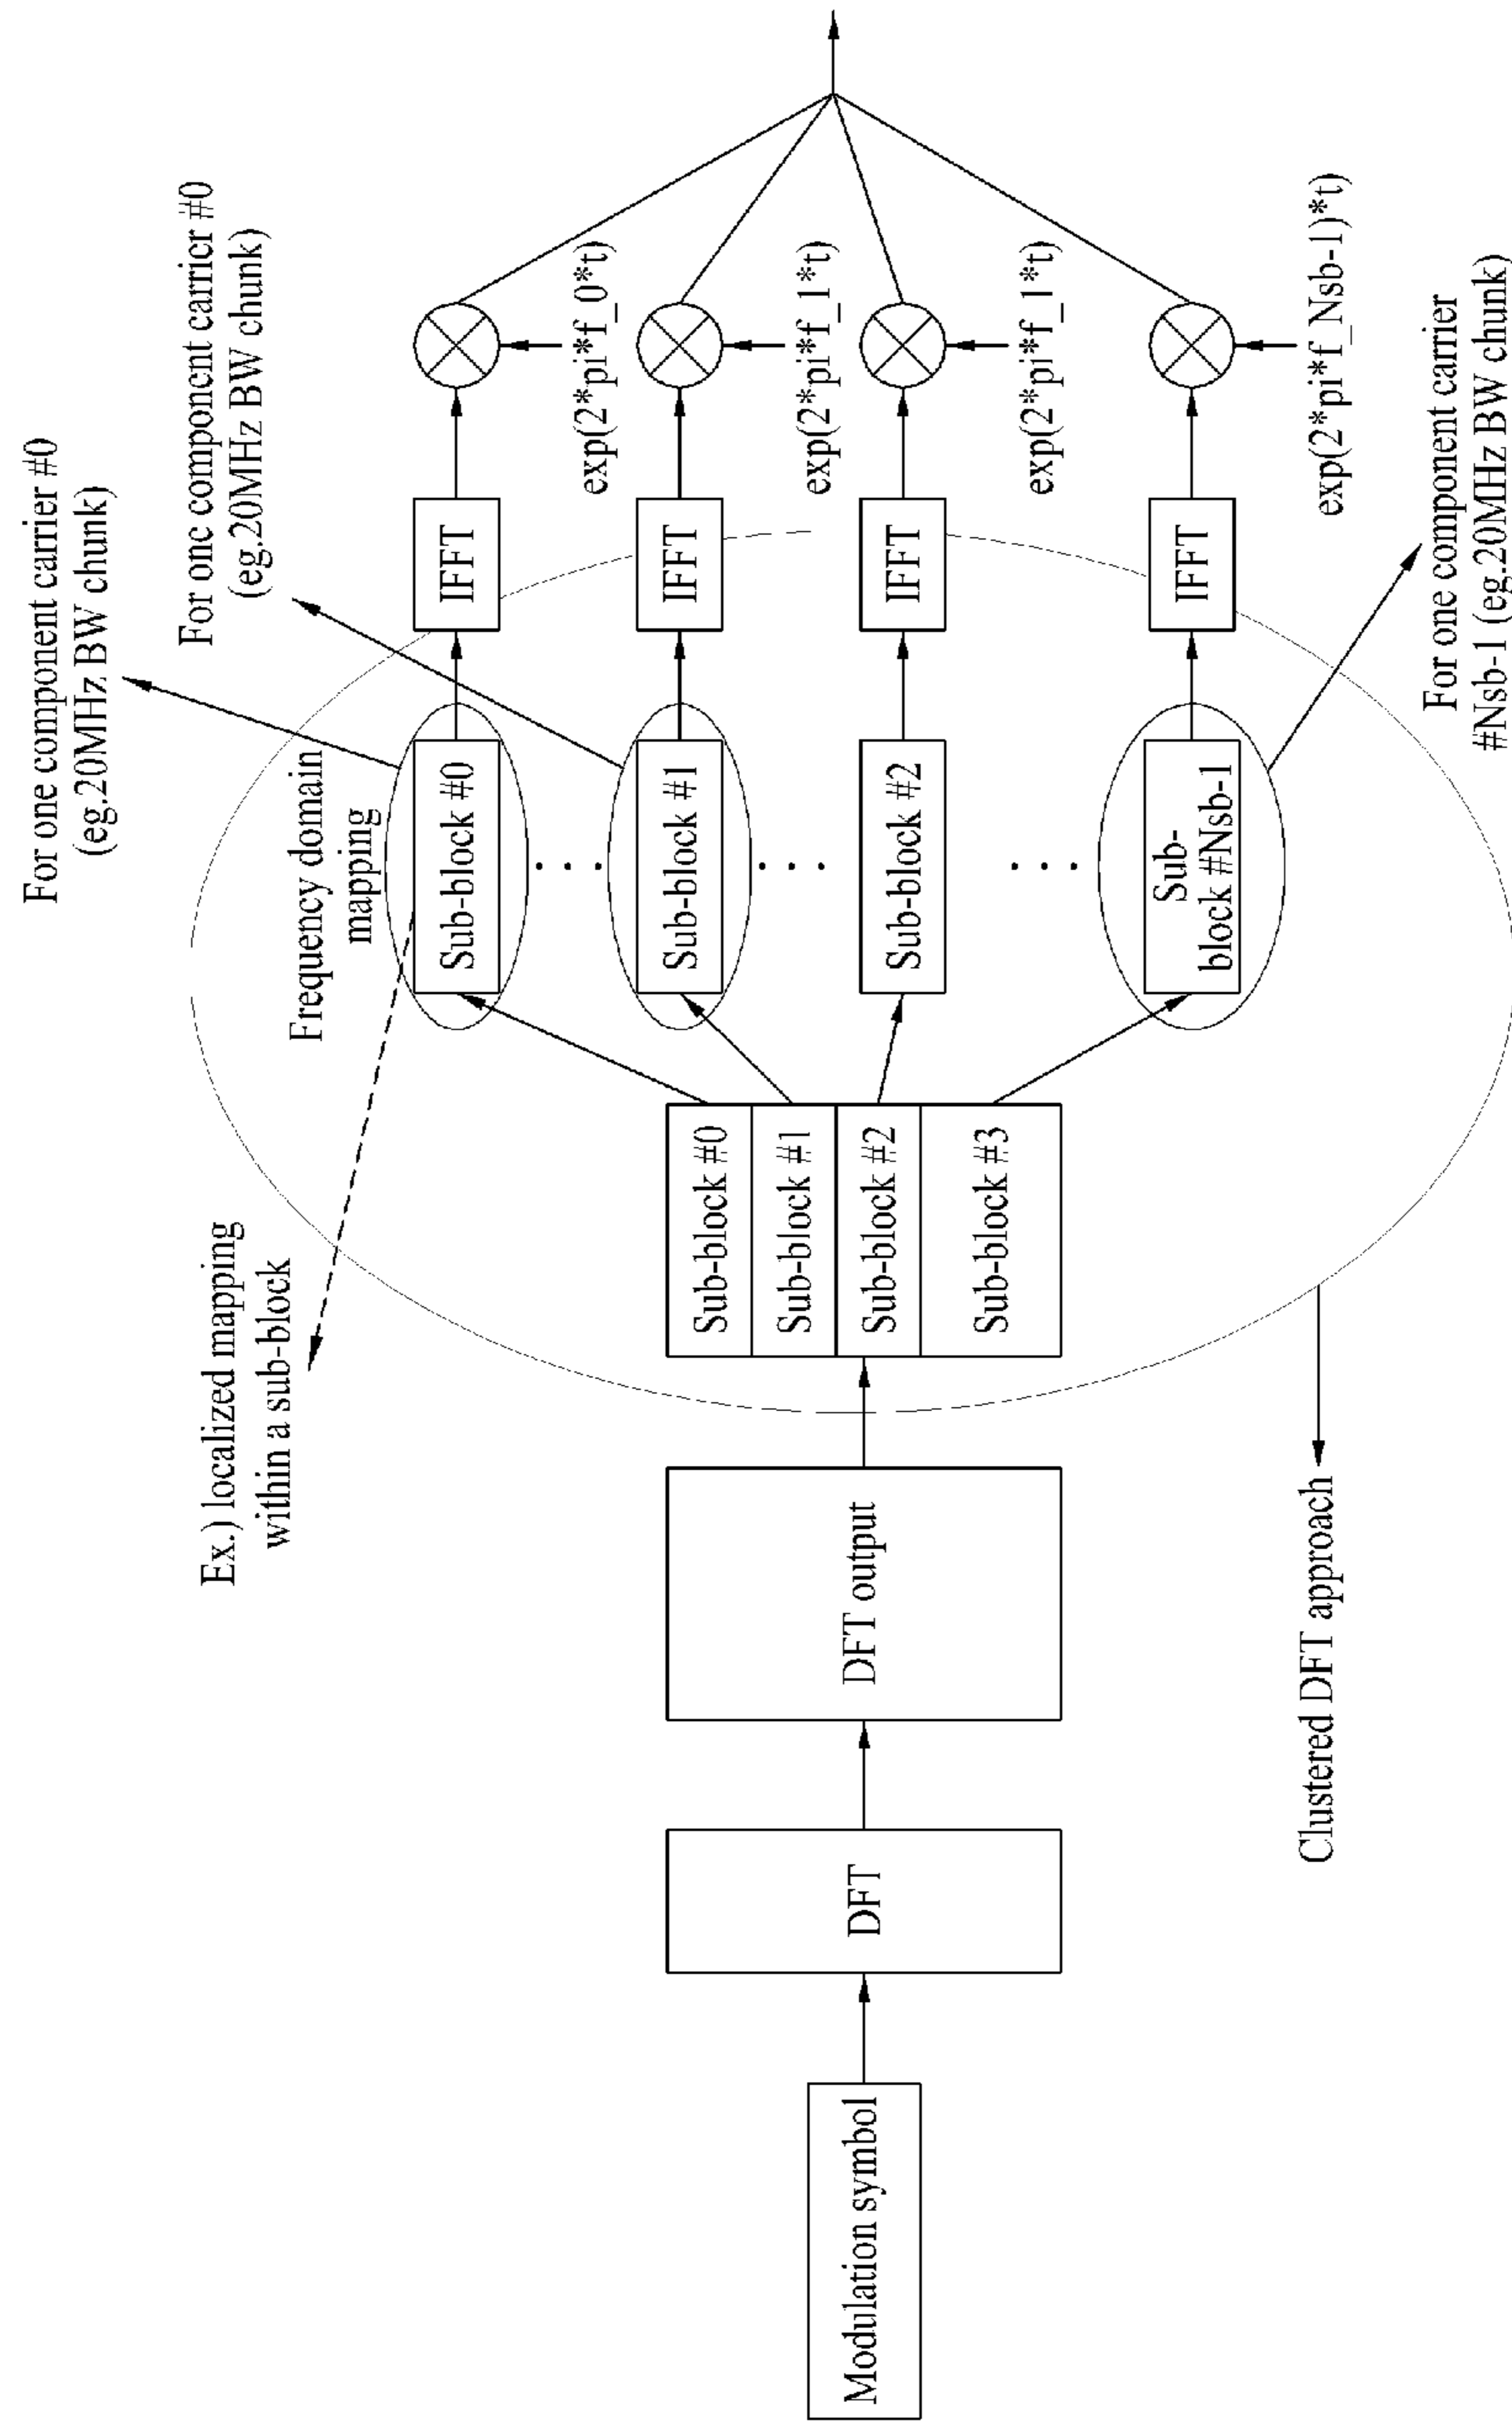 Modulation symbol
DFT
DFT output
Sub-block #0
Sub-block #1
Sub-block #2
Sub-block #3
Clustered DFT approach
Ex.) localized mapping
within a sub-block
Frequency domain
mapping
Sub-block #0
Sub-block #1
Sub-block #2
Sub-
block #Nsb-1
For one component carrier #0
(eg.20MHz BW chunk)
For one component carrier #0
(eg.20MHz BW chunk)
For one component carrier
#Nsb-1 (eg.20MHz BW chunk)
IFFT
IFFT
IFFT
IFFT
exp(2*pi*f_0*t)
exp(2*pi*f_1*t)
exp(2*pi*f_1*t)
exp(2*pi*f_Nsb-1)*t)